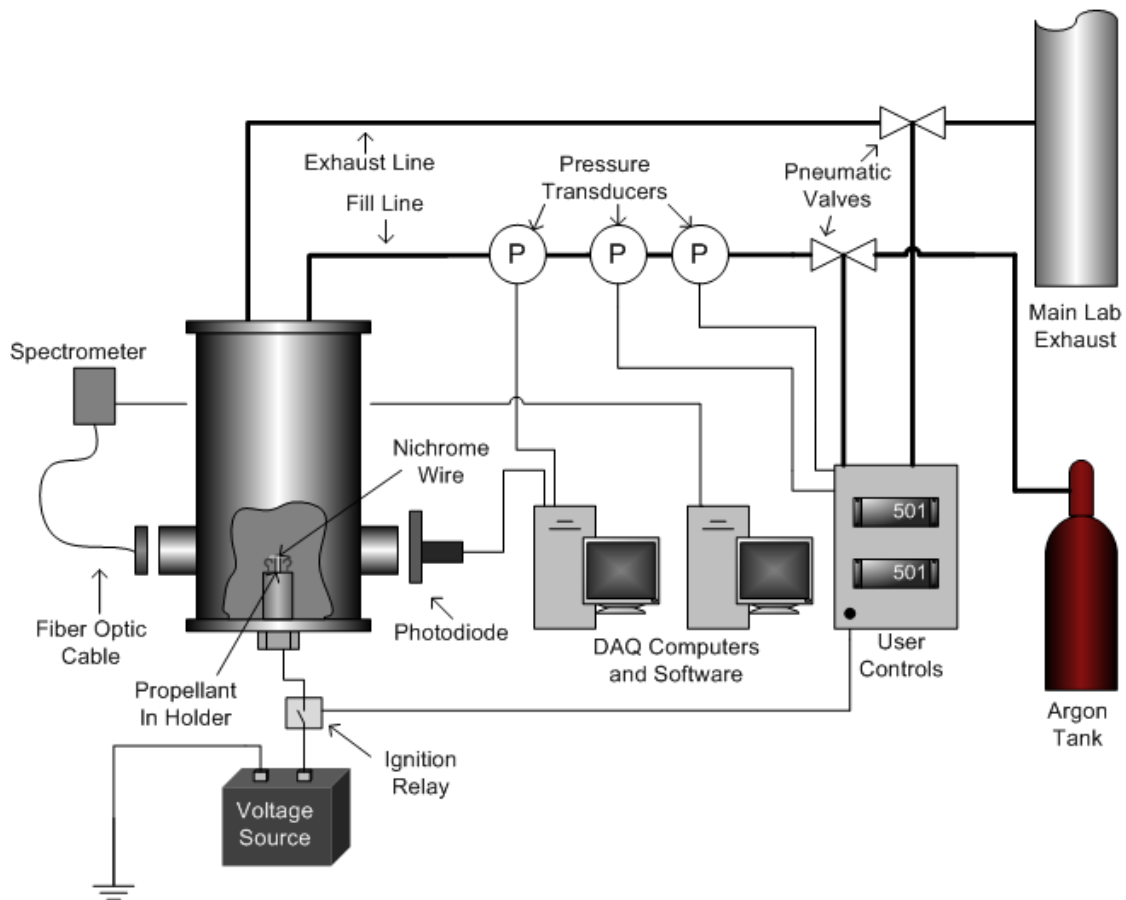 Exhaust Line
Fill Line
Pressure
Transducers
Pneumatic
Valves
P
P
P
Main Lab
Exhaust
Spectrometer
Nichrome
Wire
501
501
Fiber Optic
Cable
Photodiode
DAQ Computers
and Software
User
Controls
Propellant
In Holder
Argon
Tank
Ignition
Relay
Voltage
Source